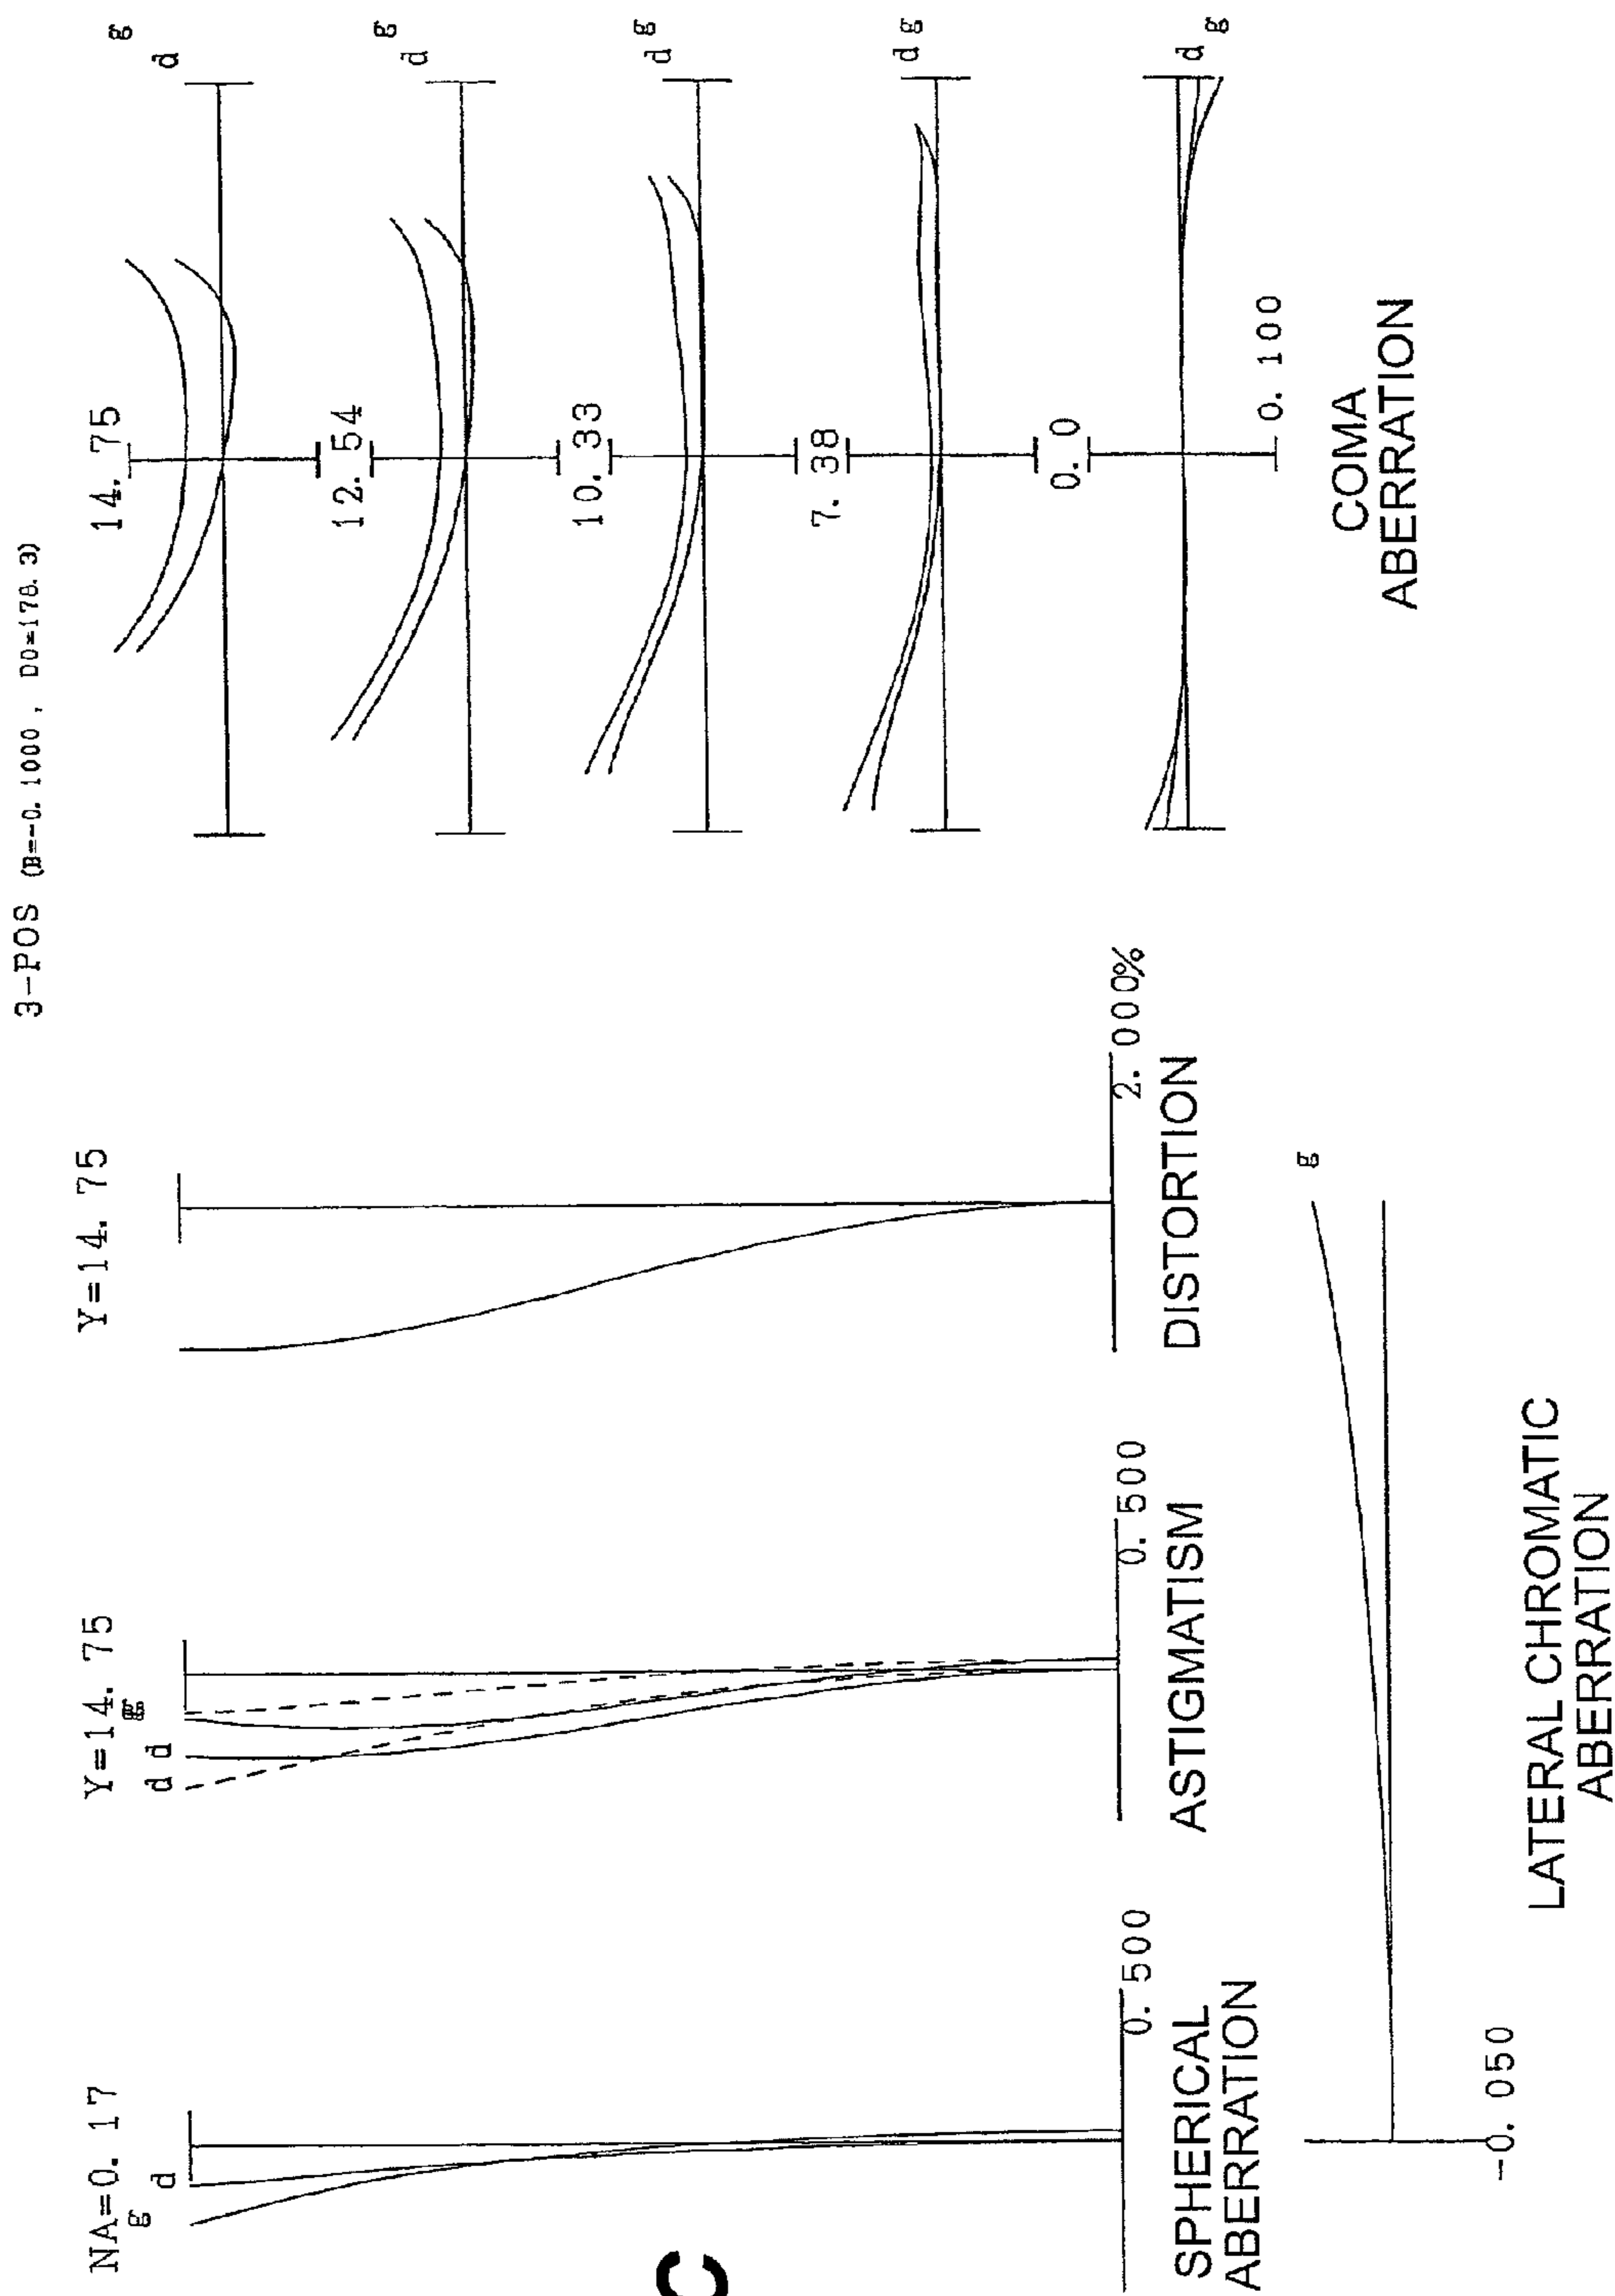 3-POS (B=-0. 1000 , D0=178. 3)
C
NA=0. 17
g
d
0. 500
SPHERICAL
ABERRATION
Y=14. 75
g
d
d
0. 500
ASTIGMATISM
Y=14. 75
2. 000%
DISTORTION
14. 75
g
d
12. 54
g
d
10. 33
g
d
7. 38
g
d
0. 0
d
g
0. 100
COMA
ABERRATION
g
-0. 050
LATERAL CHROMATIC
ABERRATION